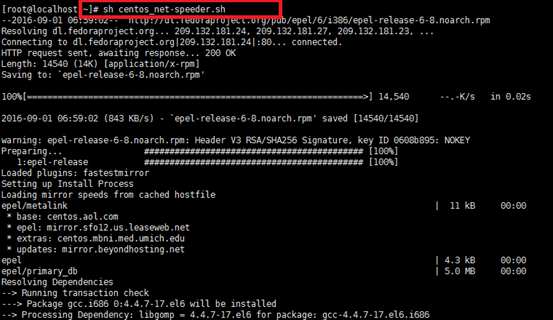 [root@localhost ~]# sh centos_net-speeder.sh
--2016-09-01 06:59:02-- http://dl.fedoraproject.org/pub/epel/6/i386/epel-release-6-8.noarch.rpm
Resolving dl.fedoraproject.org... 209.132.181.24, 209.132.181.27, 209.132.181.23, ...
Connecting to dl.fedoraproject.org|209.132.181.24|:80... connected.
HTTP request sent, awaiting response... 200 OK
Length: 14540 (14K) [application/x-rpm]
Saving to: `epel-release-6-8.noarch.rpm'
100%[======================================================================>] 14,540 --.-K/s in 0.02s
2016-09-01 06:59:02 (843 KB/s) - `epel-release-6-8.noarch.rpm' saved [14540/14540]
warning: epel-release-6-8.noarch.rpm: Header V3 RSA/SHA256 Signature, key ID 0608b895: NOKEY
Preparing... ########################################### [100%]
1:epel-release ########################################### [100%]
Loaded plugins: fastestmirror
Setting up Install Process
Loading mirror speeds from cached hostfile
epel/metalink | 11 kB 00:00
* base: centos.aol.com
* epel: mirror.sfo12.us.leaseweb.net
* extras: centos.mbni.med.umich.edu
* updates: mirror.beyondhosting.net
epel | 4.3 kB 00:00
epel/primary_db | 5.0 MB 00:00
Resolving Dependencies
--> Running transaction check
---> Package gcc.i686 0:4.4.7-17.el6 will be installed
--> Processing Dependency: libgomp = 4.4.7-17.el6 for package: gcc-4.4.7-17.el6.i686